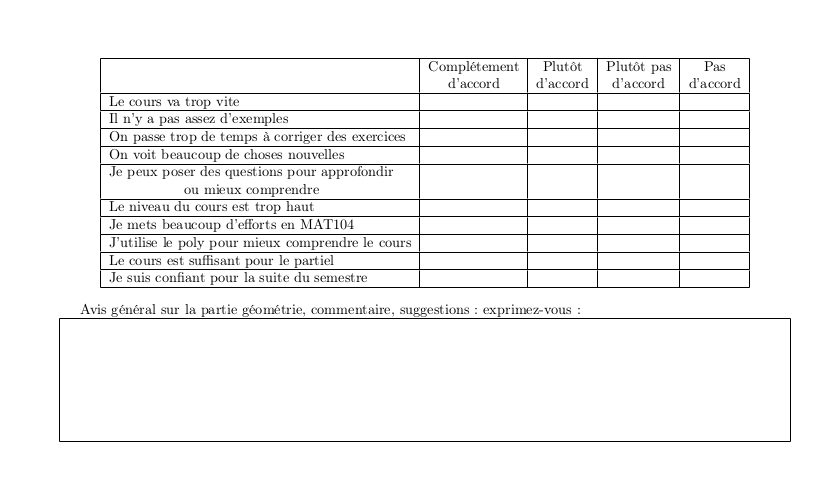 Complétement Plutôt Plutôt pas Pas
d'accord d'accord d'accord d'accord
Le cours va trop vite
Il n'y a pas assez d'exemples
On passe trop de temps à corriger des exercices
On voit beaucoup de choses nouvelles
Je peux poser des questions pour approfondir
ou mieux comprendre
Le niveau du cours est trop haut
Je mets beaucoup d'efforts en MAT104
J'utilise le poly pour mieux comprendre le cours
Le cours est suffisant pour le partiel
Je suis confiant pour la suite du semestre
Avis général sur la partie géométrie, commentaire, suggestions : exprimez-vous :